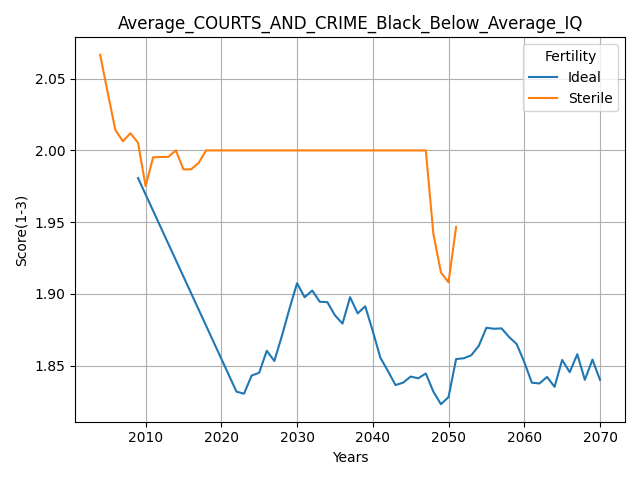 Average_COURTS_AND_CRIME_Black_Below_Average_IQ
Fertility
Ideal
Sterile
2.05
2.00
1.95
1.90
1.85
Score(1-3)
2010 2020 2030 2040 2050 2060 2070
Years